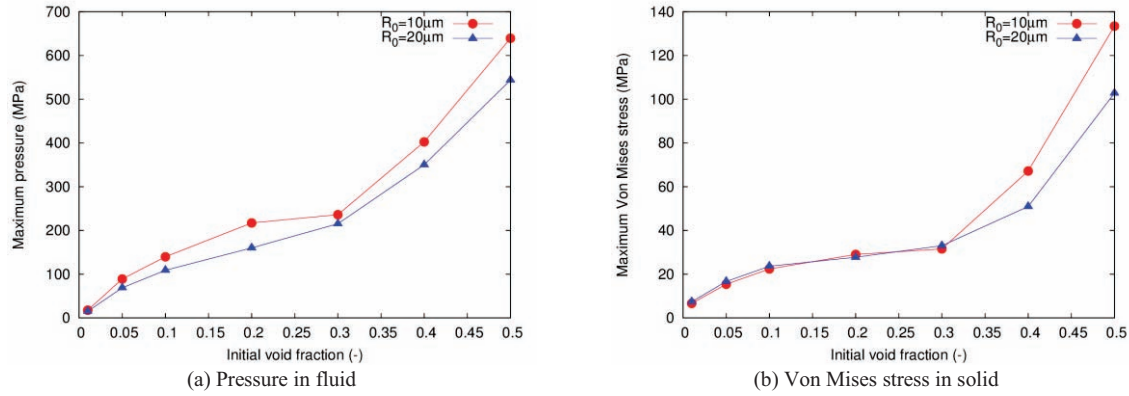 700
600
500
400
300
200
100
0
Maximum pressure (MPa)
R₀=10μm
R₀=20μm
0 0.05 0.1 0.15 0.2 0.25 0.3 0.35 0.4 0.45 0.5
Initial void fraction (-)
(a) Pressure in fluid
140
120
100
80
60
40
20
0
Maximum Von Mises stress (MPa)
R₀=10μm
R₀=20μm
0 0.05 0.1 0.15 0.2 0.25 0.3 0.35 0.4 0.45 0.5
Initial void fraction (-)
(b) Von Mises stress in solid